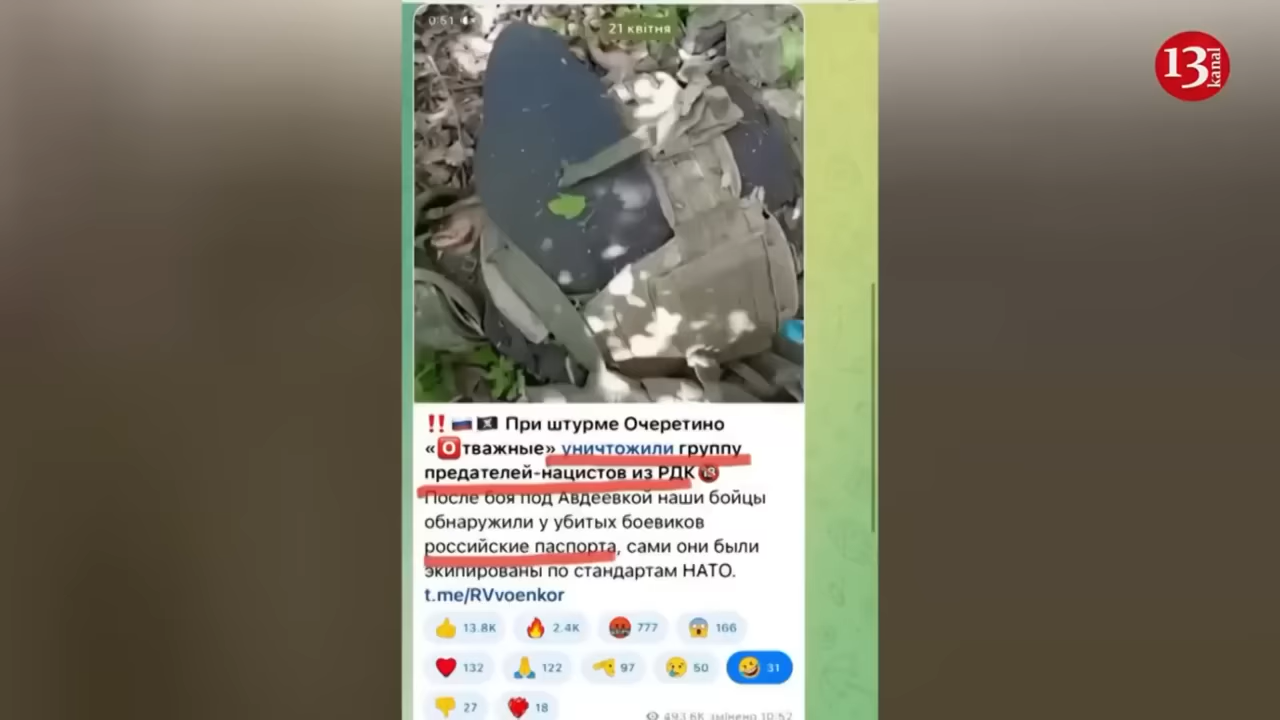 0:51
21 квітня
13 kanal
‼️🇷🇺🏴‍☠️ При штурме Очеретино
«🅾️тважные» уничтожили группу
предателей-нацистов из РДК
После боя под Авдеевкой наши бойцы
обнаружили у убитых боевиков
российские паспорта, сами они были
экипированы по стандартам НАТО.
t.me/RVvoenkor
👍 13.8K 🔥 2.4K 🤬 777 😱 166
❤️ 132 🙏 122 🫡 97 😢 50 🤣 31
👎 27 ❤️‍🔥 18
493.6K змінено 10:52